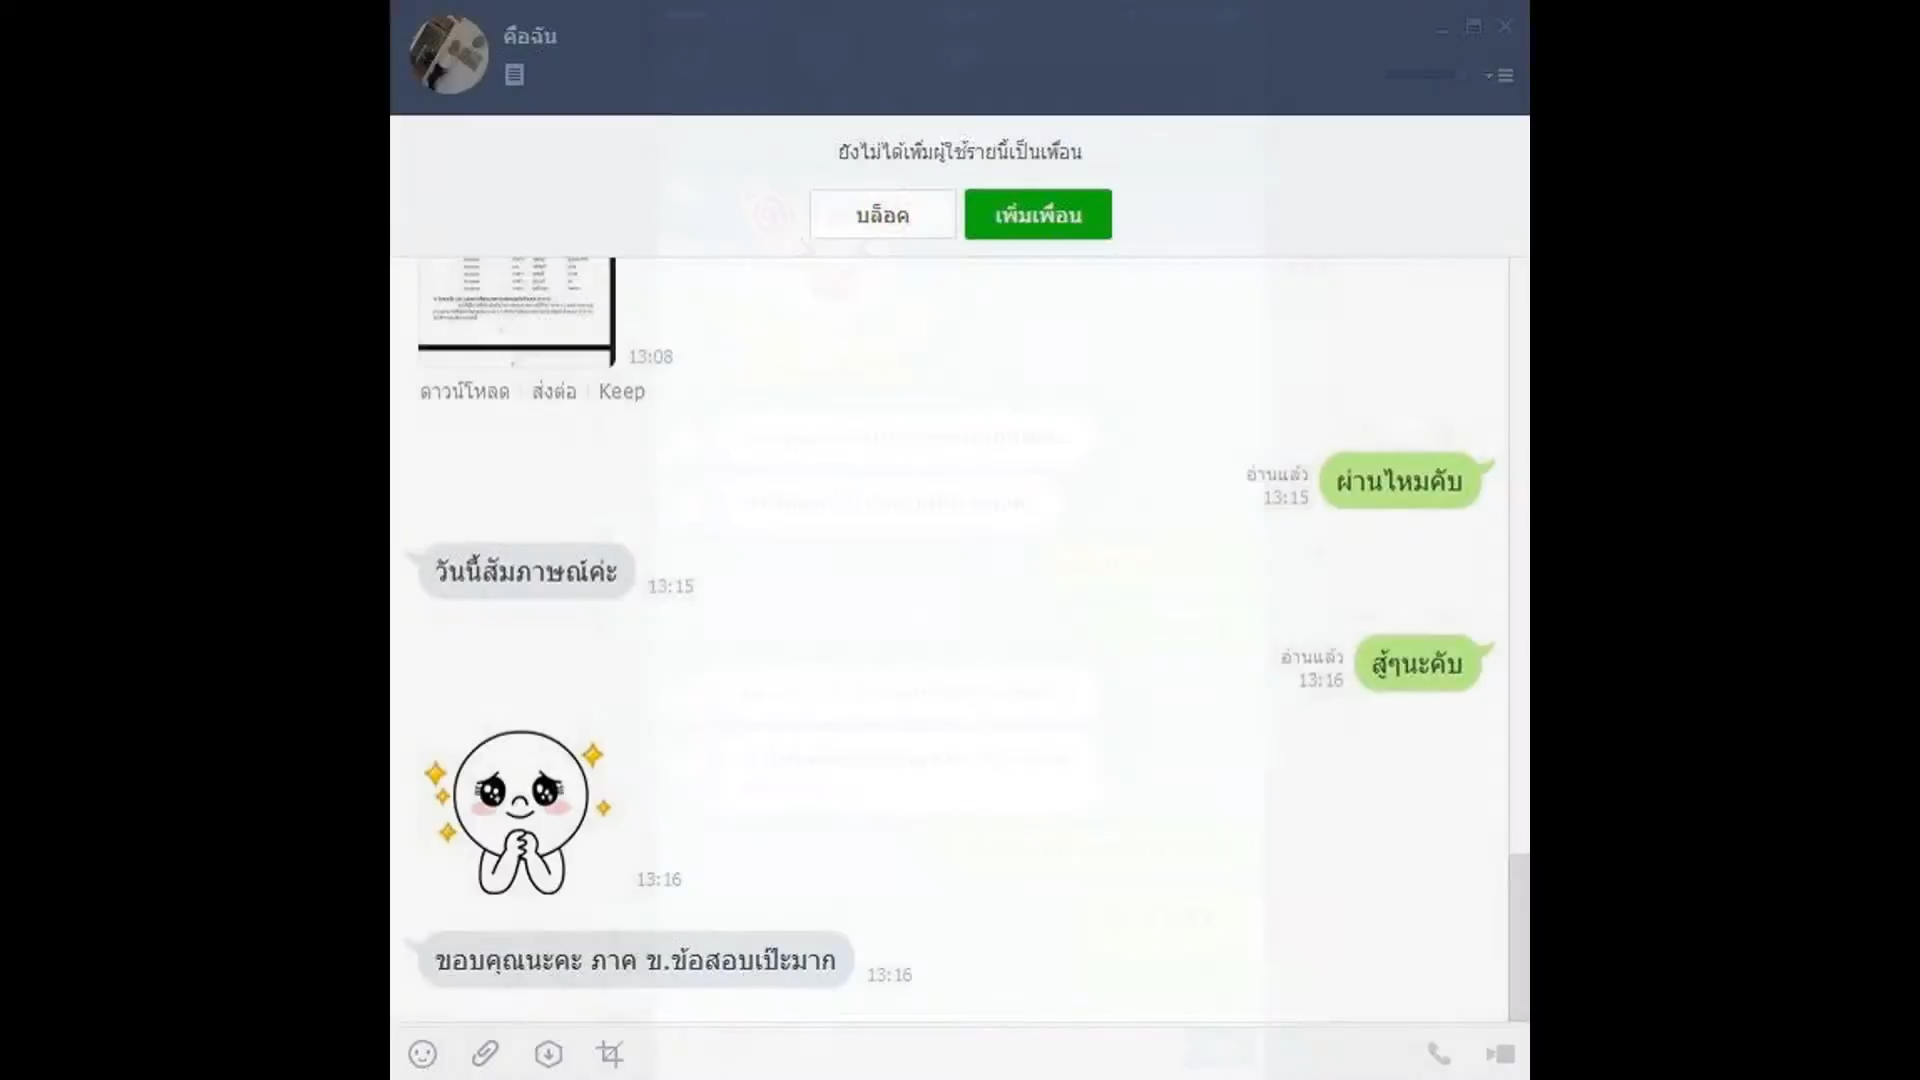 คือฉัน
ยังไม่ได้เพิ่มผู้ใช้รายนี้เป็นเพื่อน
บล็อค
เพิ่มเพื่อน
13:08
ดาวน์โหลด ส่งต่อ Keep
ผ่านไหมคับ
อ่านแล้ว
13:15
วันนี้สัมภาษณ์ค่ะ
13:15
สู้ๆนะคับ
อ่านแล้ว
13:16
13:16
ขอบคุณนะคะ ภาค ข.ข้อสอบเป๊ะมาก
13:16